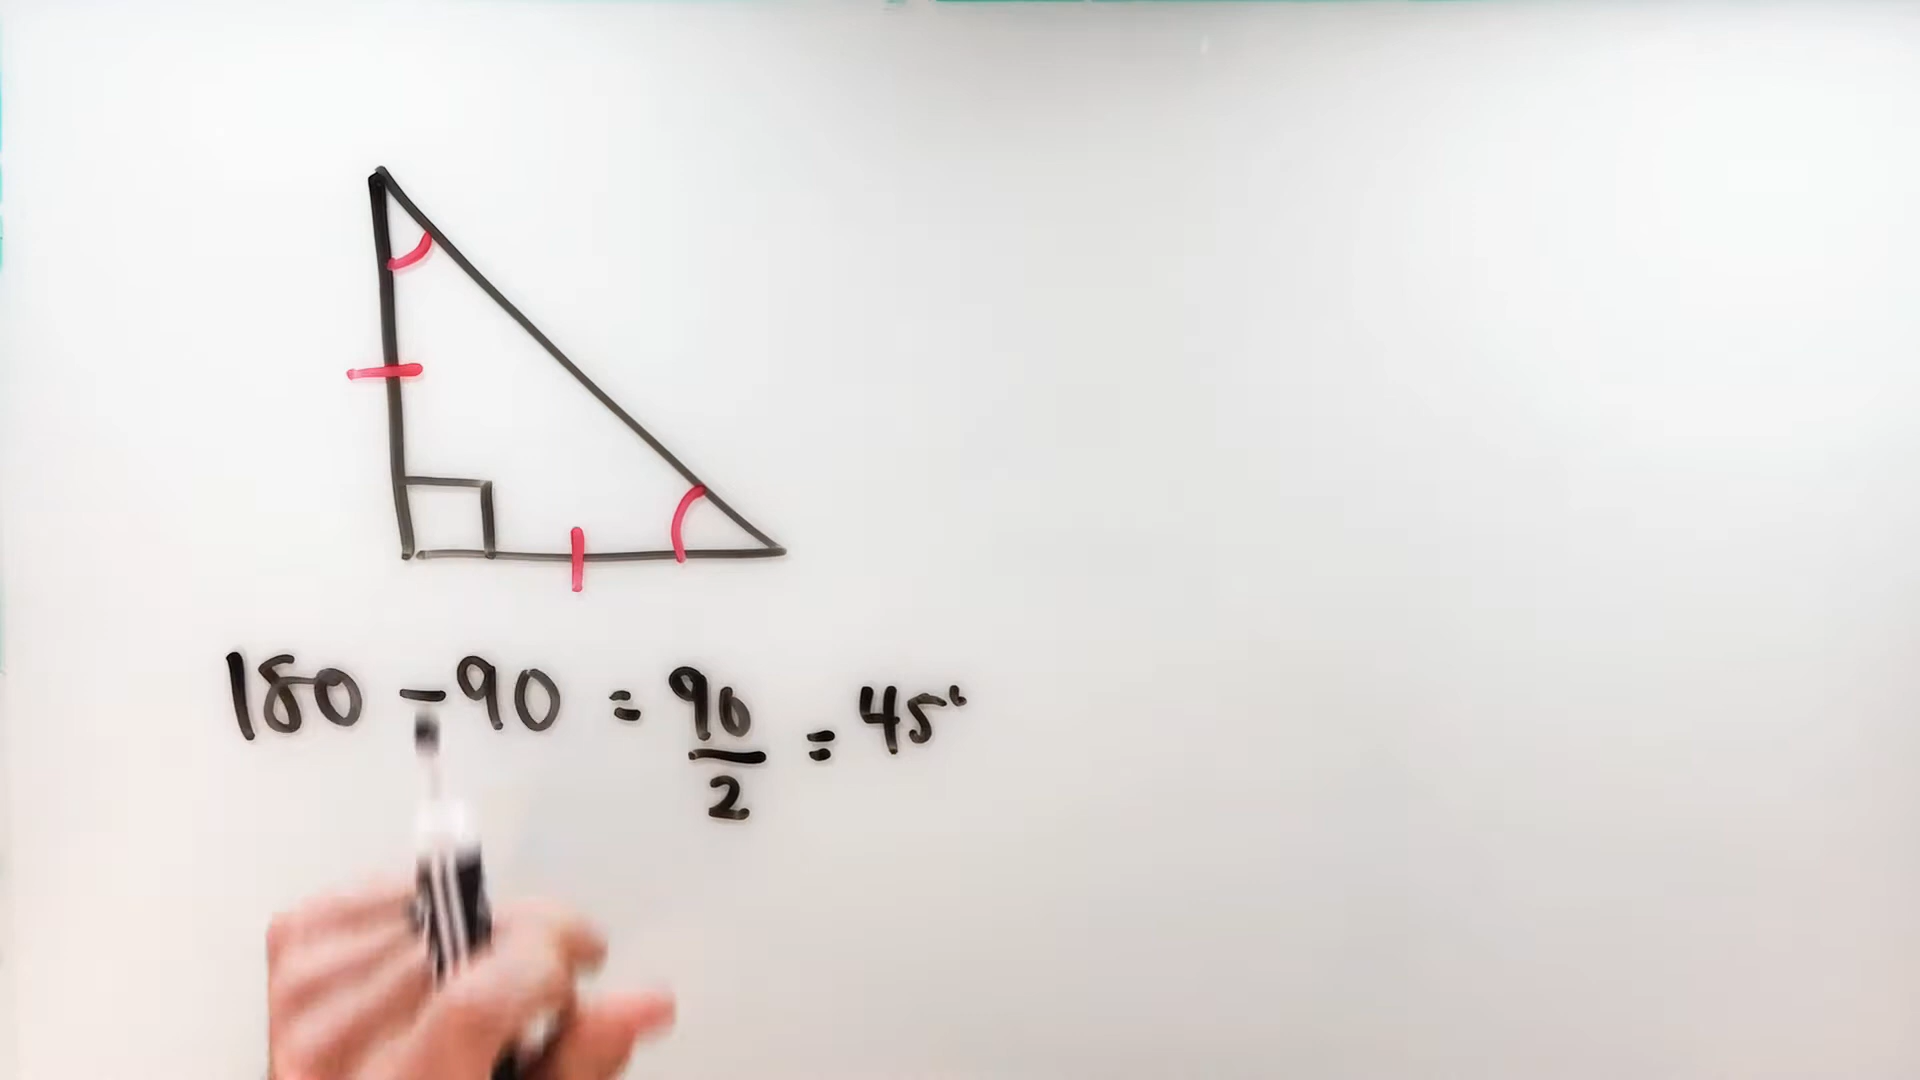 180 - 90 = 90/2 = 45°